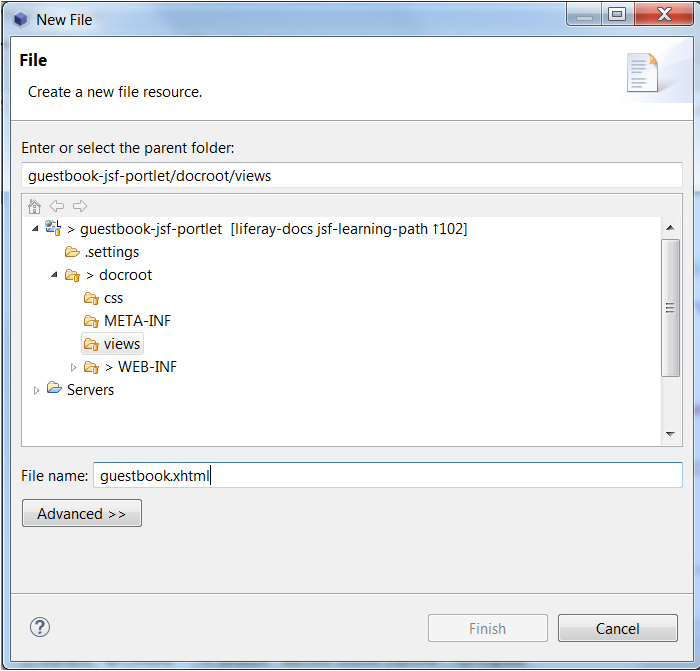 New File
File
Create a new file resource.
Enter or select the parent folder:
guestbook-jsf-portlet/docroot/views
> guestbook-jsf-portlet [liferay-docs jsf-learning-path ↑102]
.settings
> docroot
css
META-INF
views
> WEB-INF
Servers
File name: guestbook.xhtml
Advanced >>
? Finish Cancel